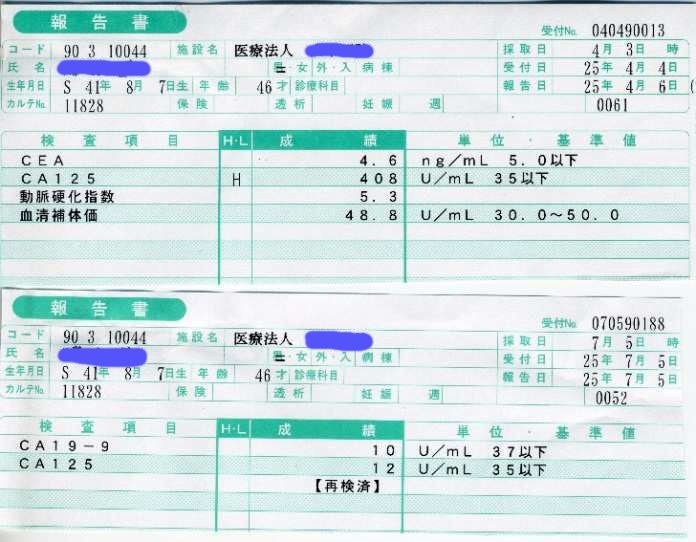 報告書
受付No. 040490013
コード 90 3 10044 施設名 医療法人 採取日 4月 3日 時
氏名 男・女 外・入 病棟 受付日 25年 4月 4日
生年月日 S 41年 8月 7日生 年齢 46才 診療科目 報告日 25年 4月 6日
カルテNo. 11828 保険 透析 妊娠 週 0061
検査項目 H・L 成績 単位・基準値
CEA 4.6 ng/mL 5.0以下
CA125 H 408 U/mL 35以下
動脈硬化指数 5.3
血清補体価 48.8 U/mL 30.0〜50.0
報告書
受付No. 070590188
コード 90 3 10044 施設名 医療法人 採取日 7月 5日 時
氏名 男・女 外・入 病棟 受付日 25年 7月 5日
生年月日 S 41年 8月 7日生 年齢 46才 診療科目 報告日 25年 7月 5日
カルテNo. 11828 保険 透析 妊娠 週 0052
検査項目 H・L 成績 単位・基準値
CA19-9 10 U/mL 37以下
CA125 12 U/mL 35以下
【再検済】